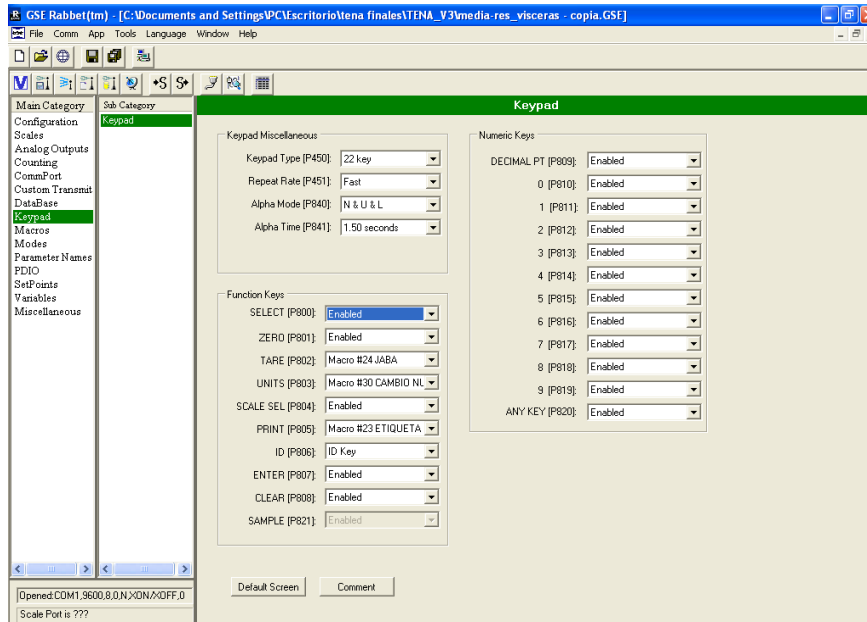 GSE Rabbet(tm) - [C:\Documents and Settings\PC\Escritorio\tena finales\TENA_V3\media-res_visceras - copia.GSE]
File Comm App Tools Language Window Help
Main Category
Configuration
Scales
Analog Outputs
Counting
CommPort
Custom Transmit
DataBase
Keypad
Macros
Modes
Parameter Names
PDIO
SetPoints
Variables
Miscellaneous
Sub Category
Keypad
Keypad
Keypad Miscellaneous
Keypad Type [P450]: 22 key
Repeat Rate [P451]: Fast
Alpha Mode [P840]: N & U & L
Alpha Time [P841]: 1.50 seconds
Function Keys
SELECT [P800]: Enabled
ZERO [P801]: Enabled
TARE [P802]: Macro #24 JABA
UNITS [P803]: Macro #30 CAMBIO NU
SCALE SEL [P804]: Enabled
PRINT [P805]: Macro #23 ETIQUETA
ID [P806]: ID Key
ENTER [P807]: Enabled
CLEAR [P808]: Enabled
SAMPLE [P821]: Enabled
Numeric Keys
DECIMAL PT [P809]: Enabled
0 [P810]: Enabled
1 [P811]: Enabled
2 [P812]: Enabled
3 [P813]: Enabled
4 [P814]: Enabled
5 [P815]: Enabled
6 [P816]: Enabled
7 [P817]: Enabled
8 [P818]: Enabled
9 [P819]: Enabled
ANY KEY [P820]: Enabled
Default Screen Comment
Opened:COM1,9600,8,0,N,XON/XOFF,0
Scale Port is ???